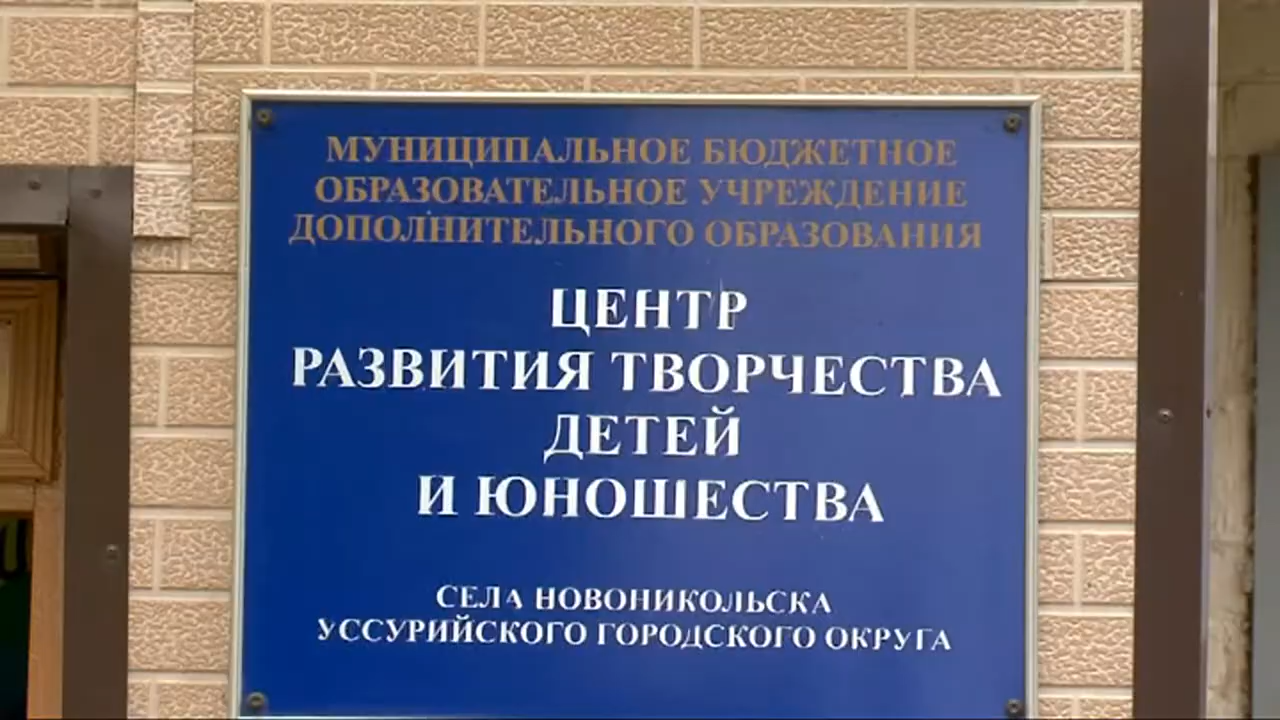 МУНИЦИПАЛЬНОЕ БЮДЖЕТНОЕ
ОБРАЗОВАТЕЛЬНОЕ УЧРЕЖДЕНИЕ
ДОПОЛНИТЕЛЬНОГО ОБРАЗОВАНИЯ
ЦЕНТР
РАЗВИТИЯ ТВОРЧЕСТВА
ДЕТЕЙ
И ЮНОШЕСТВА
СЕЛА НОВОНИКОЛЬСКА
УССУРИЙСКОГО ГОРОДСКОГО ОКРУГА